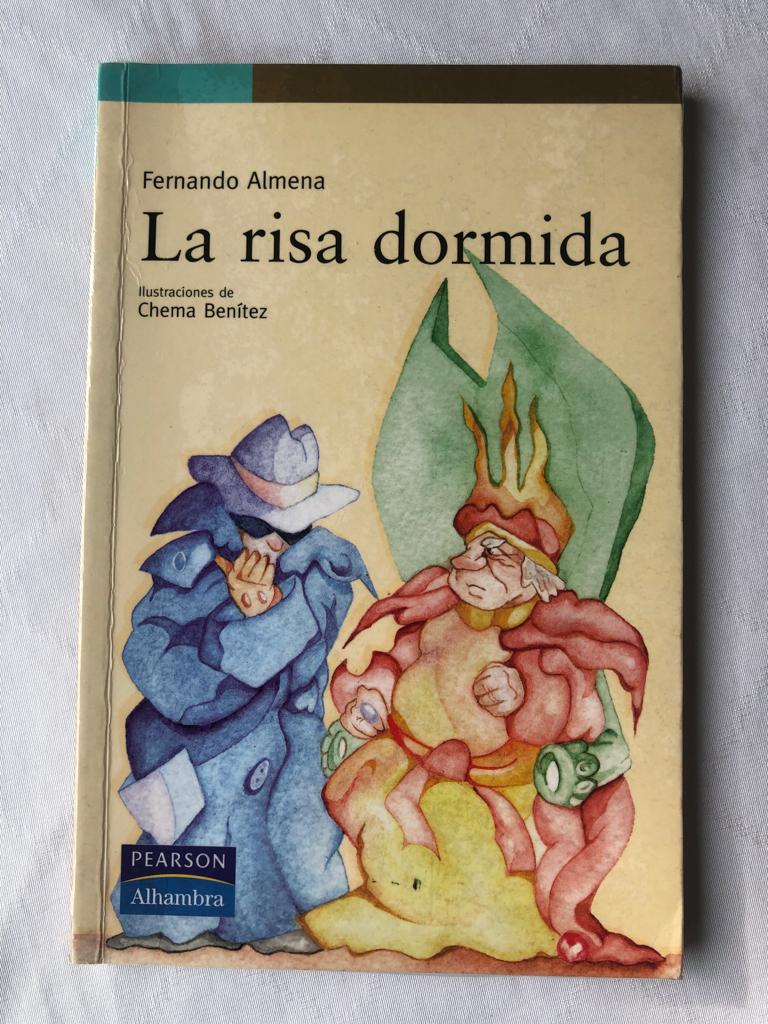 Fernando Almena
La risa dormida
Ilustraciones de
Chema Benítez
PEARSON
Alhambra